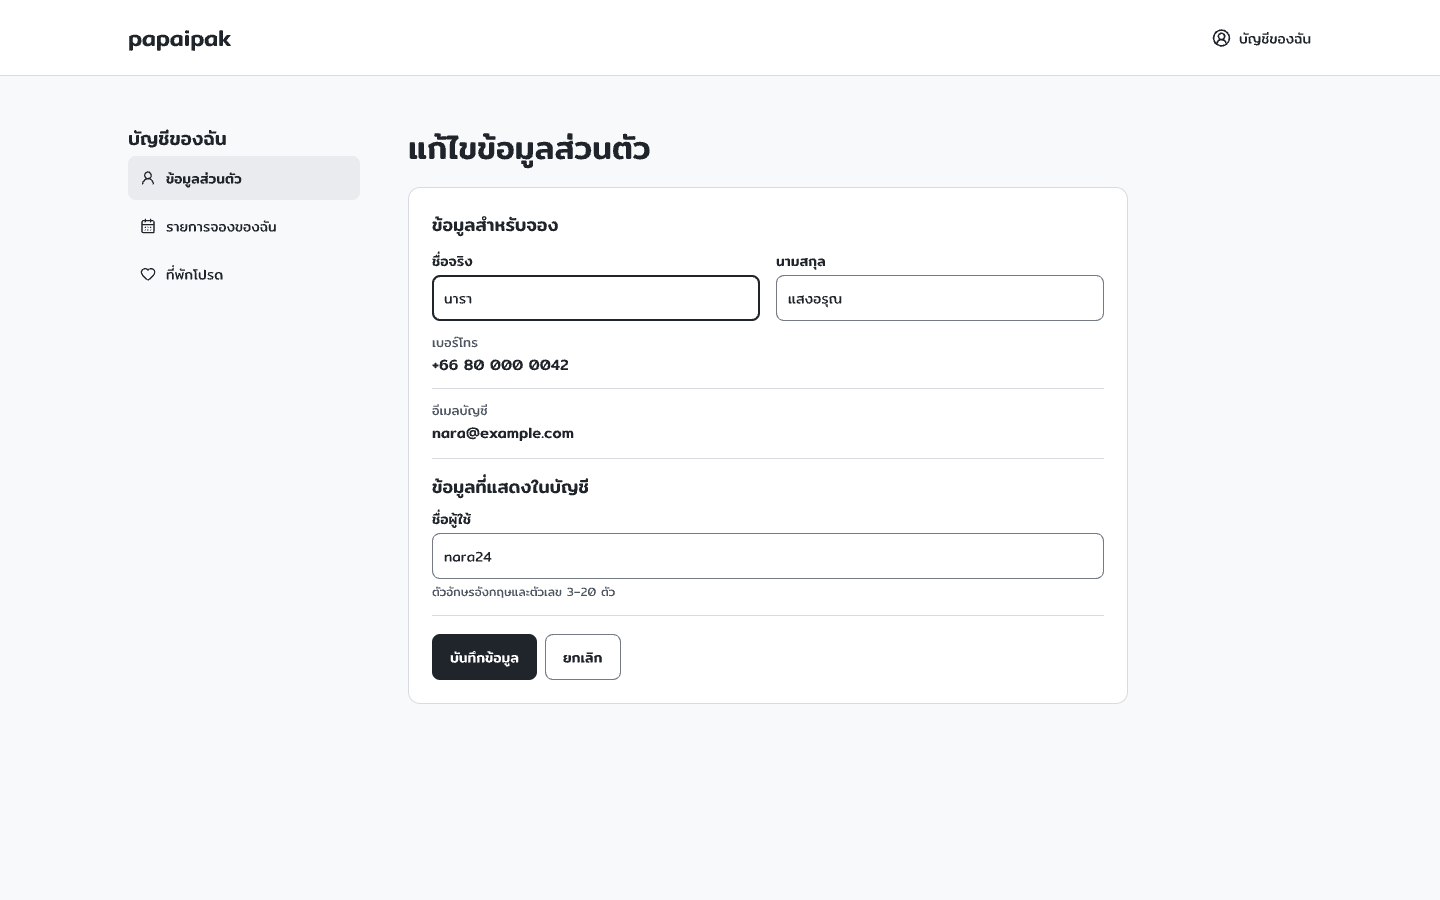 papaipak
บัญชีของฉัน
บัญชีของฉัน
ข้อมูลส่วนตัว
รายการจองของฉัน
ที่พักโปรด
แก้ไขข้อมูลส่วนตัว
ข้อมูลสำหรับจอง
ชื่อจริง
นามสกุล
นารา
แสงอรุณ
เบอร์โทร
+66 80 000 0042
อีเมลบัญชี
nara@example.com
ข้อมูลที่แสดงในบัญชี
ชื่อผู้ใช้
nara24
ตัวอักษรอังกฤษและตัวเลข 3–20 ตัว
บันทึกข้อมูล
ยกเลิก